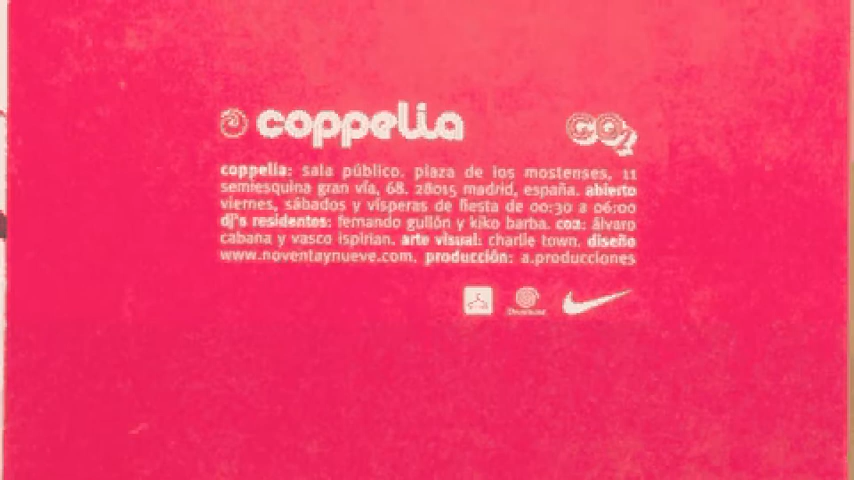 coppelia CO2
coppelia: sala público. plaza de los mostenses, 11
semiesquina gran vía, 68. 28015 madrid, españa. abierto
viernes, sábados y vísperas de fiesta de 00:30 a 06:00
dj's residentes: fernando gullón y kiko barba. co2: álvaro
cabana y vasco ispirian. arte visual: charlie town. diseño
www.noventaynueve.com. producción: a.producciones